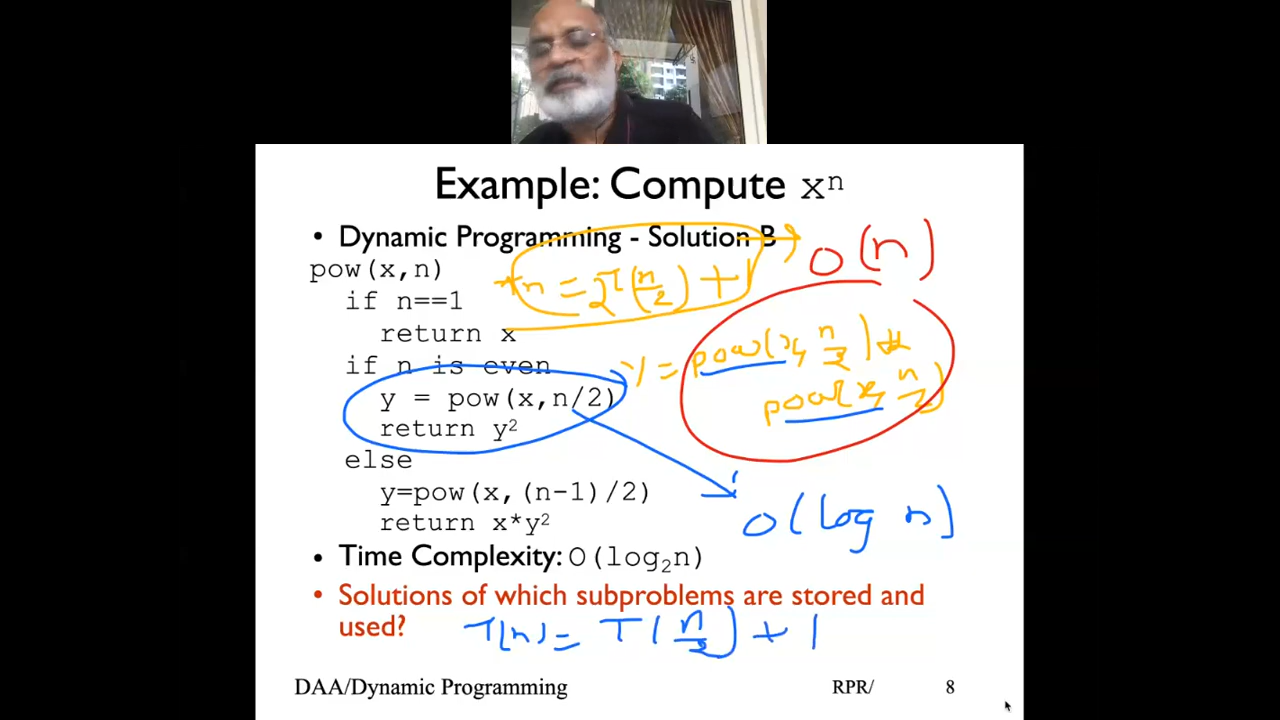 Example: Compute xⁿ
• Dynamic Programming - Solution B
O(n)
pow(x,n)
Tn = 2T(n/2) + 1
if n==1
return x
if n is even
y = pow(x, n/2) *
pow(x, n/2)
y = pow(x,n/2)
return y²
else
y=pow(x,(n-1)/2)
O(log n)
return x*y²
• Time Complexity: O(log₂n)
• Solutions of which subproblems are stored and
used?
T(n) = T(n/2) + 1
DAA/Dynamic Programming RPR/ 8